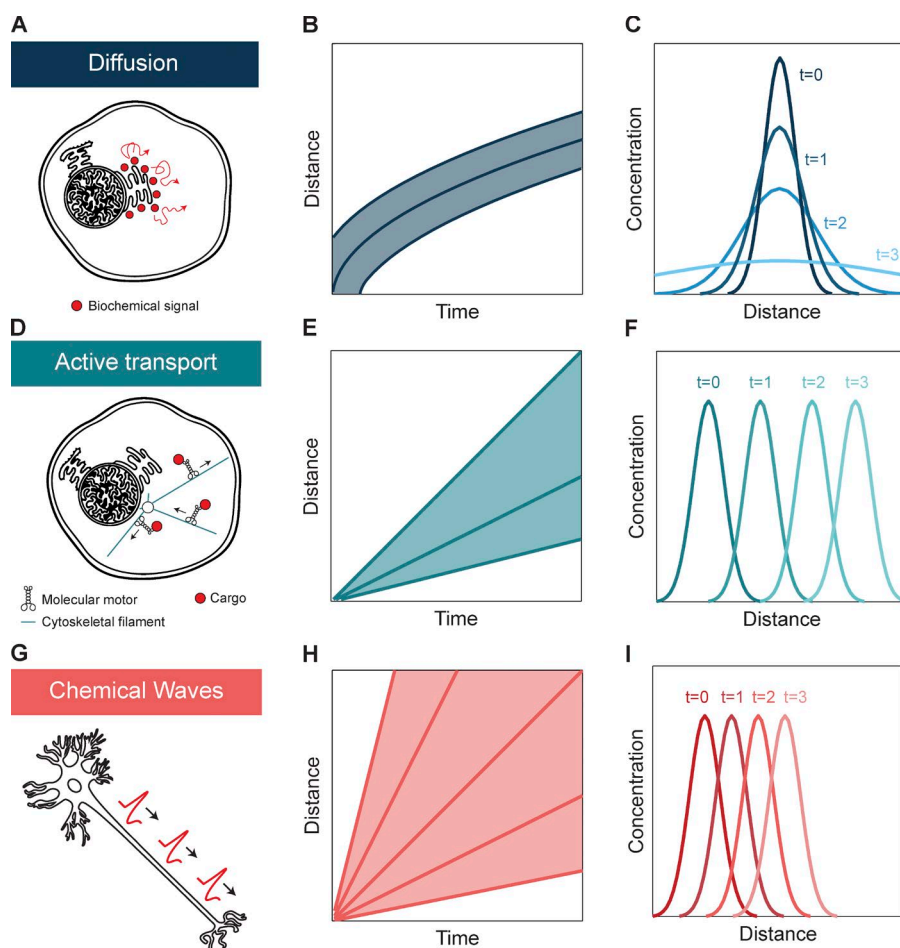 A
Diffusion
Biochemical signal
B
Distance
Time
C
Concentration
t=0
t=1
t=2
t=3
Distance
D
Active transport
Molecular motor
Cargo
Cytoskeletal filament
E
Distance
Time
F
Concentration
t=0 t=1 t=2 t=3
Distance
G
Chemical Waves
H
Distance
Time
I
Concentration
t=0 t=1 t=2 t=3
Distance